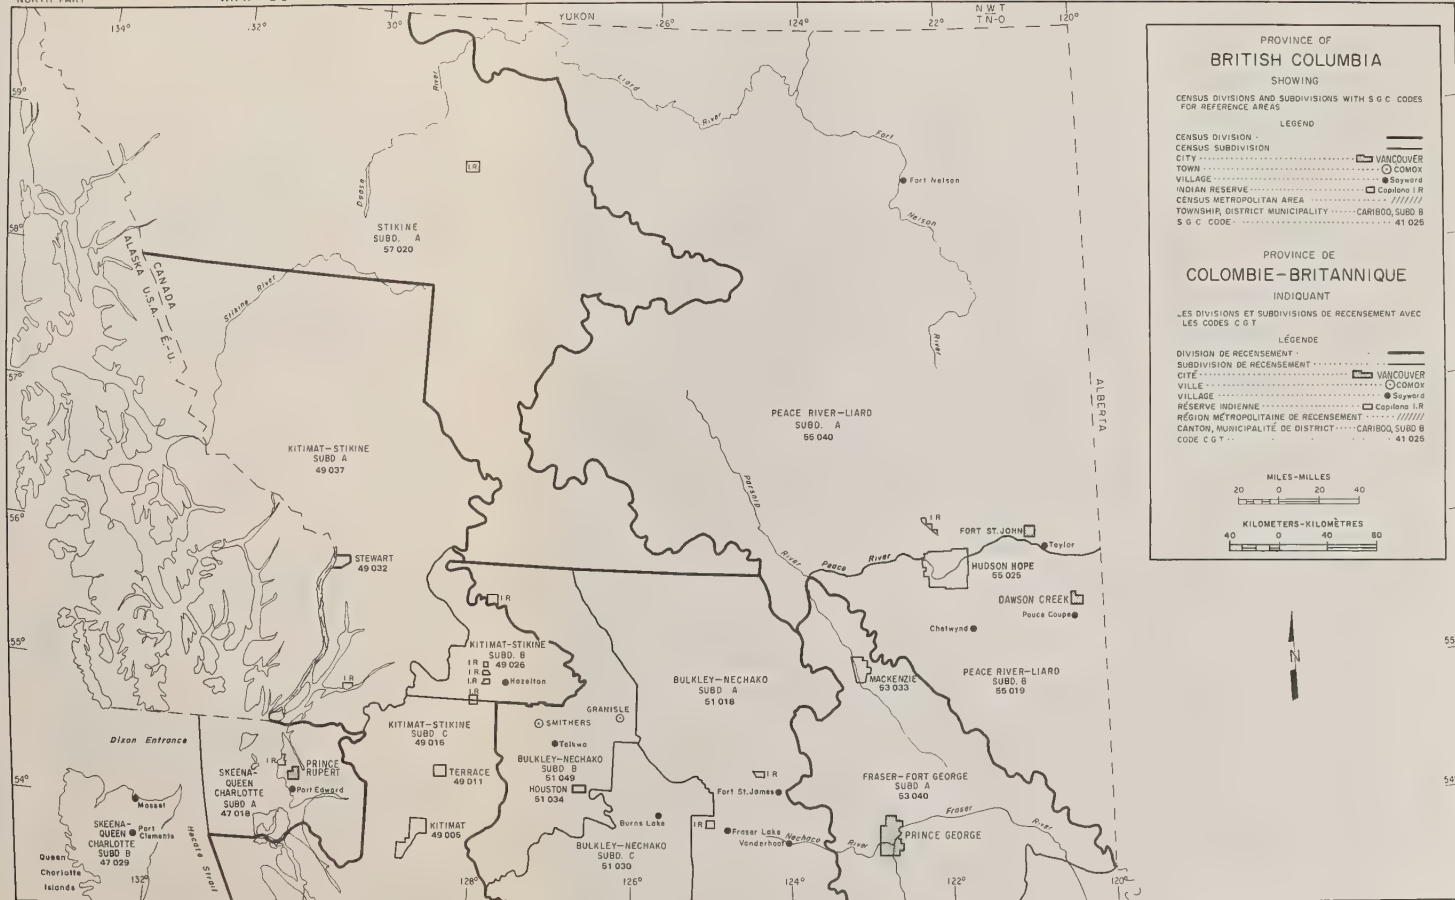 NORTH PART
134°
32°
30°
YUKON
-26°
124°
22°
N W T
T N-O
120°
59°
58°
57°
56°
55°
54°
River
Liard
River
Fort
Fort Nelson
Nelson
River
Dease
I.R
STIKINE
SUBD. A
57 020
ALASKA
CANADA
U.S.A. — É.-U.
Stikine River
KITIMAT-STIKINE
SUBD A
49 037
PEACE RIVER-LIARD
SUBD. A
55 040
ALBERTA
Parsnip
River
Peace
River
I R
FORT ST. JOHN
Taylor
HUDSON HOPE
55 025
DAWSON CREEK
Pouce Coupe
Chetwynd
STEWART
49 032
I R
KITIMAT-STIKINE
SUBD. B
49 026
I R
I R
I.R
I.R
Hazelton
I R
BULKLEY-NECHAKO
SUBD A
51 018
MACKENZIE
53 033
PEACE RIVER-LIARD
SUBD. B
55 019
GRANISLE
SMITHERS
Telkwa
KITIMAT-STIKINE
SUBD C
49 016
Dixon Entrance
I R
PRINCE
RUPERT
SKEENA-
QUEEN
CHARLOTTE
SUBD A
47 018
Port Edward
TERRACE
49 011
BULKLEY-NECHAKO
SUBD B
51 049
HOUSTON
51 034
I R
Fort St. James
FRASER-FORT GEORGE
SUBD A
53 040
Masset
SKEENA-
QUEEN
CHARLOTTE
SUBD B
47 029
Port
Clements
Hecate Strait
KITIMAT
49 005
Burns Lake
I R
Fraser Lake
Vanderhoof
Nechaco River
PRINCE GEORGE
Fraser
River
BULKLEY-NECHAKO
SUBD. C
51 030
Queen
Charlotte
Islands
132°
128°
126°
124°
122°
120°
PROVINCE OF
BRITISH COLUMBIA
SHOWING
CENSUS DIVISIONS AND SUBDIVISIONS WITH S G C CODES
FOR REFERENCE AREAS
LEGEND
CENSUS DIVISION
CENSUS SUBDIVISION
CITY VANCOUVER
TOWN COMOX
VILLAGE Sayward
INDIAN RESERVE Capilano I.R
CENSUS METROPOLITAN AREA
TOWNSHIP, DISTRICT MUNICIPALITY CARIBOO, SUBD B
S G C CODE 41 025
PROVINCE DE
COLOMBIE-BRITANNIQUE
INDIQUANT
LES DIVISIONS ET SUBDIVISIONS DE RECENSEMENT AVEC
LES CODES C G T
LÉGENDE
DIVISION DE RECENSEMENT
SUBDIVISION DE RECENSEMENT
CITÉ VANCOUVER
VILLE COMOX
VILLAGE Sayward
RÉSERVE INDIENNE Capilano I.R
RÉGION MÉTROPOLITAINE DE RECENSEMENT
CANTON, MUNICIPALITÉ DE DISTRICT CARIBOO, SUBD B
CODE C G T 41 025
MILES-MILLES
20 0 20 40
KILOMETERS-KILOMÈTRES
40 0 40 80
N
55
54